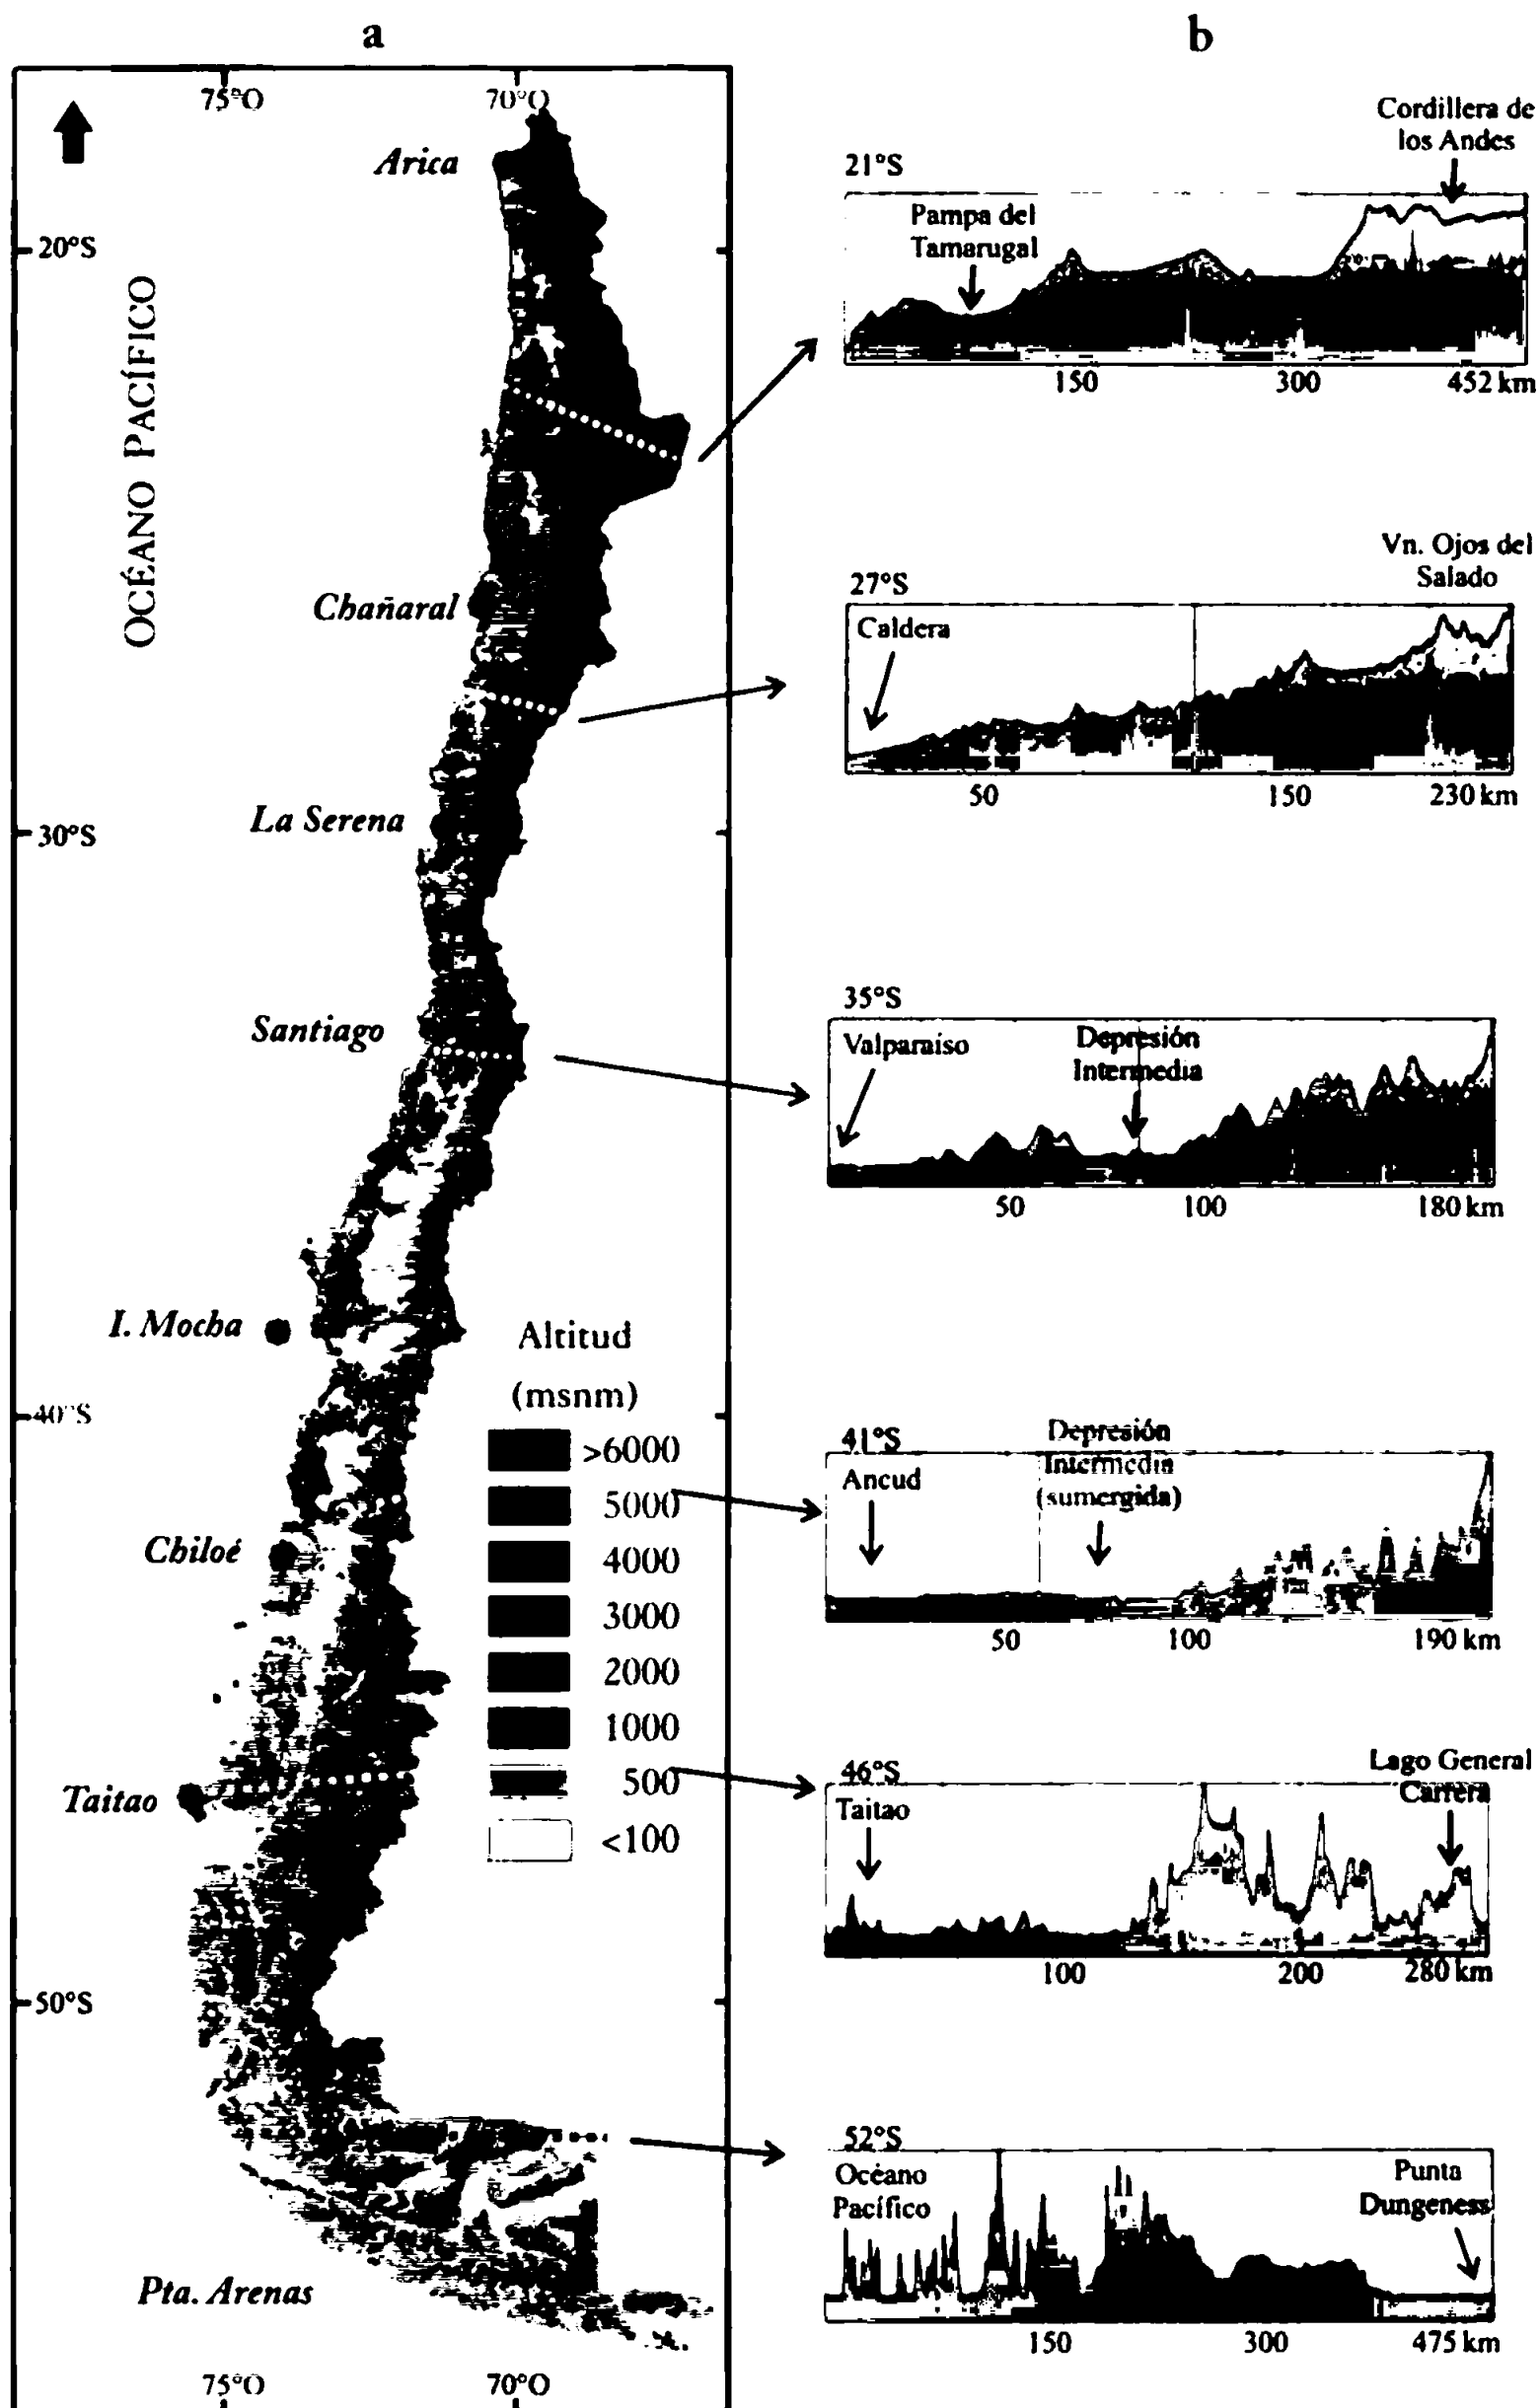 a
75°O
70°O
Arica
20°S
OCÉANO PACÍFICO
Chañaral
La Serena
30°S
Santiago
I. Mocha
40°S
Chiloé
Taitao
50°S
Pta. Arenas
75°O
70°O
Altitud
(msnm)
>6000
5000
4000
3000
2000
1000
500
<100
b
21°S
Cordillera de
los Andes
Pampa del
Tamarugal
150
300
452 km
27°S
Vn. Ojos del
Salado
Caldera
50
150
230 km
35°S
Valparaíso
Depresión
Intermedia
50
100
180 km
41°S
Ancud
Depresión
Intermedia
(sumergida)
50
100
190 km
46°S
Taitao
Lago General
Carrera
100
200
280 km
52°S
Océano
Pacífico
Punta
Dungeness
150
300
475 km